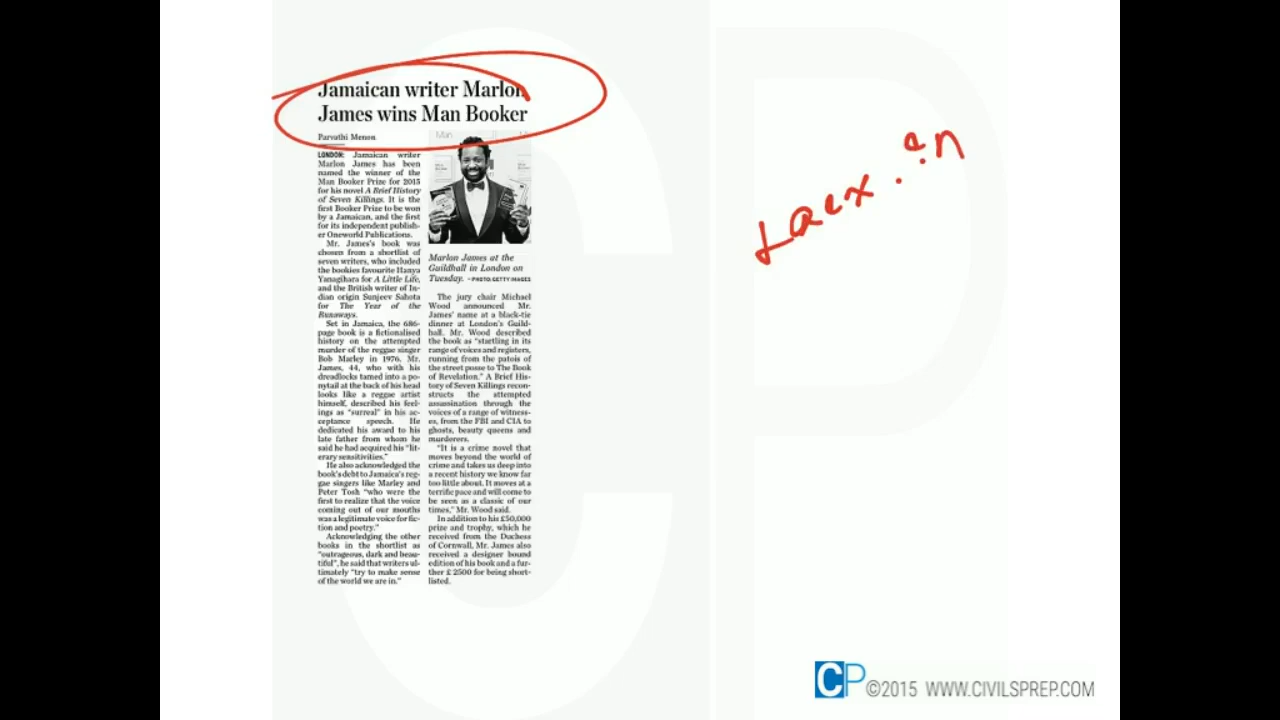 Jamaican writer Marlon
James wins Man Booker
Parvathi Menon
LONDON: Jamaican writer
Marlon James has been
named the winner of the
Man Booker Prize for 2015
for his novel A Brief History
of Seven Killings. It is the
first Booker Prize to be won
by a Jamaican, and the first
for its independent publish-
er Oneworld Publications.
Mr. James's book was
chosen from a shortlist of
seven writers, who included
the bookies favourite Hanya
Yanagihara for A Little Life,
and the British writer of In-
dian origin Sunjeev Sahota
for The Year of the
Runaways.
Set in Jamaica, the 686-
page book is a fictionalised
history on the attempted
murder of the reggae singer
Bob Marley in 1976. Mr.
James, 44, who with his
dreadlocks tamed into a po-
nytail at the back of his head
looks like a reggae artist
himself, described his feel-
ings as "surreal" in his ac-
ceptance speech. He
dedicated his award to his
late father from whom he
said he had acquired his "lit-
erary sensitivities."
He also acknowledged the
book's debt to Jamaica's reg-
gae singers like Marley and
Peter Tosh "who were the
first to realize that the voice
coming out of our mouths
was a legitimate voice for fic-
tion and poetry."
Acknowledging the other
books in the shortlist as
"outrageous, dark and beau-
tiful", he said that writers ul-
timately "try to make sense
of the world we are in."
Man
Marlon James at the
Guildhall in London on
Tuesday. – PHOTO: GETTY IMAGES
The jury chair Michael
Wood announced Mr.
James' name at a black-tie
dinner at London's Guild-
hall. Mr. Wood described
the book as "startling in its
range of voices and registers,
running from the patois of
the street posse to The Book
of Revelation." A Brief His-
tory of Seven Killings recon-
structs the attempted
assassination through the
voices of a range of witness-
es, from the FBI and CIA to
ghosts, beauty queens and
murderers.
"It is a crime novel that
moves beyond the world of
crime and takes us deep into
a recent history we know far
too little about. It moves at a
terrific pace and will come to
be seen as a classic of our
times," Mr. Wood said.
In addition to his £50,000
prize and trophy, which he
received from the Duchess
of Cornwall, Mr. James also
received a designer bound
edition of his book and a fur-
ther £ 2500 for being short-
listed.
CP ©2015 WWW.CIVILSPREP.COM